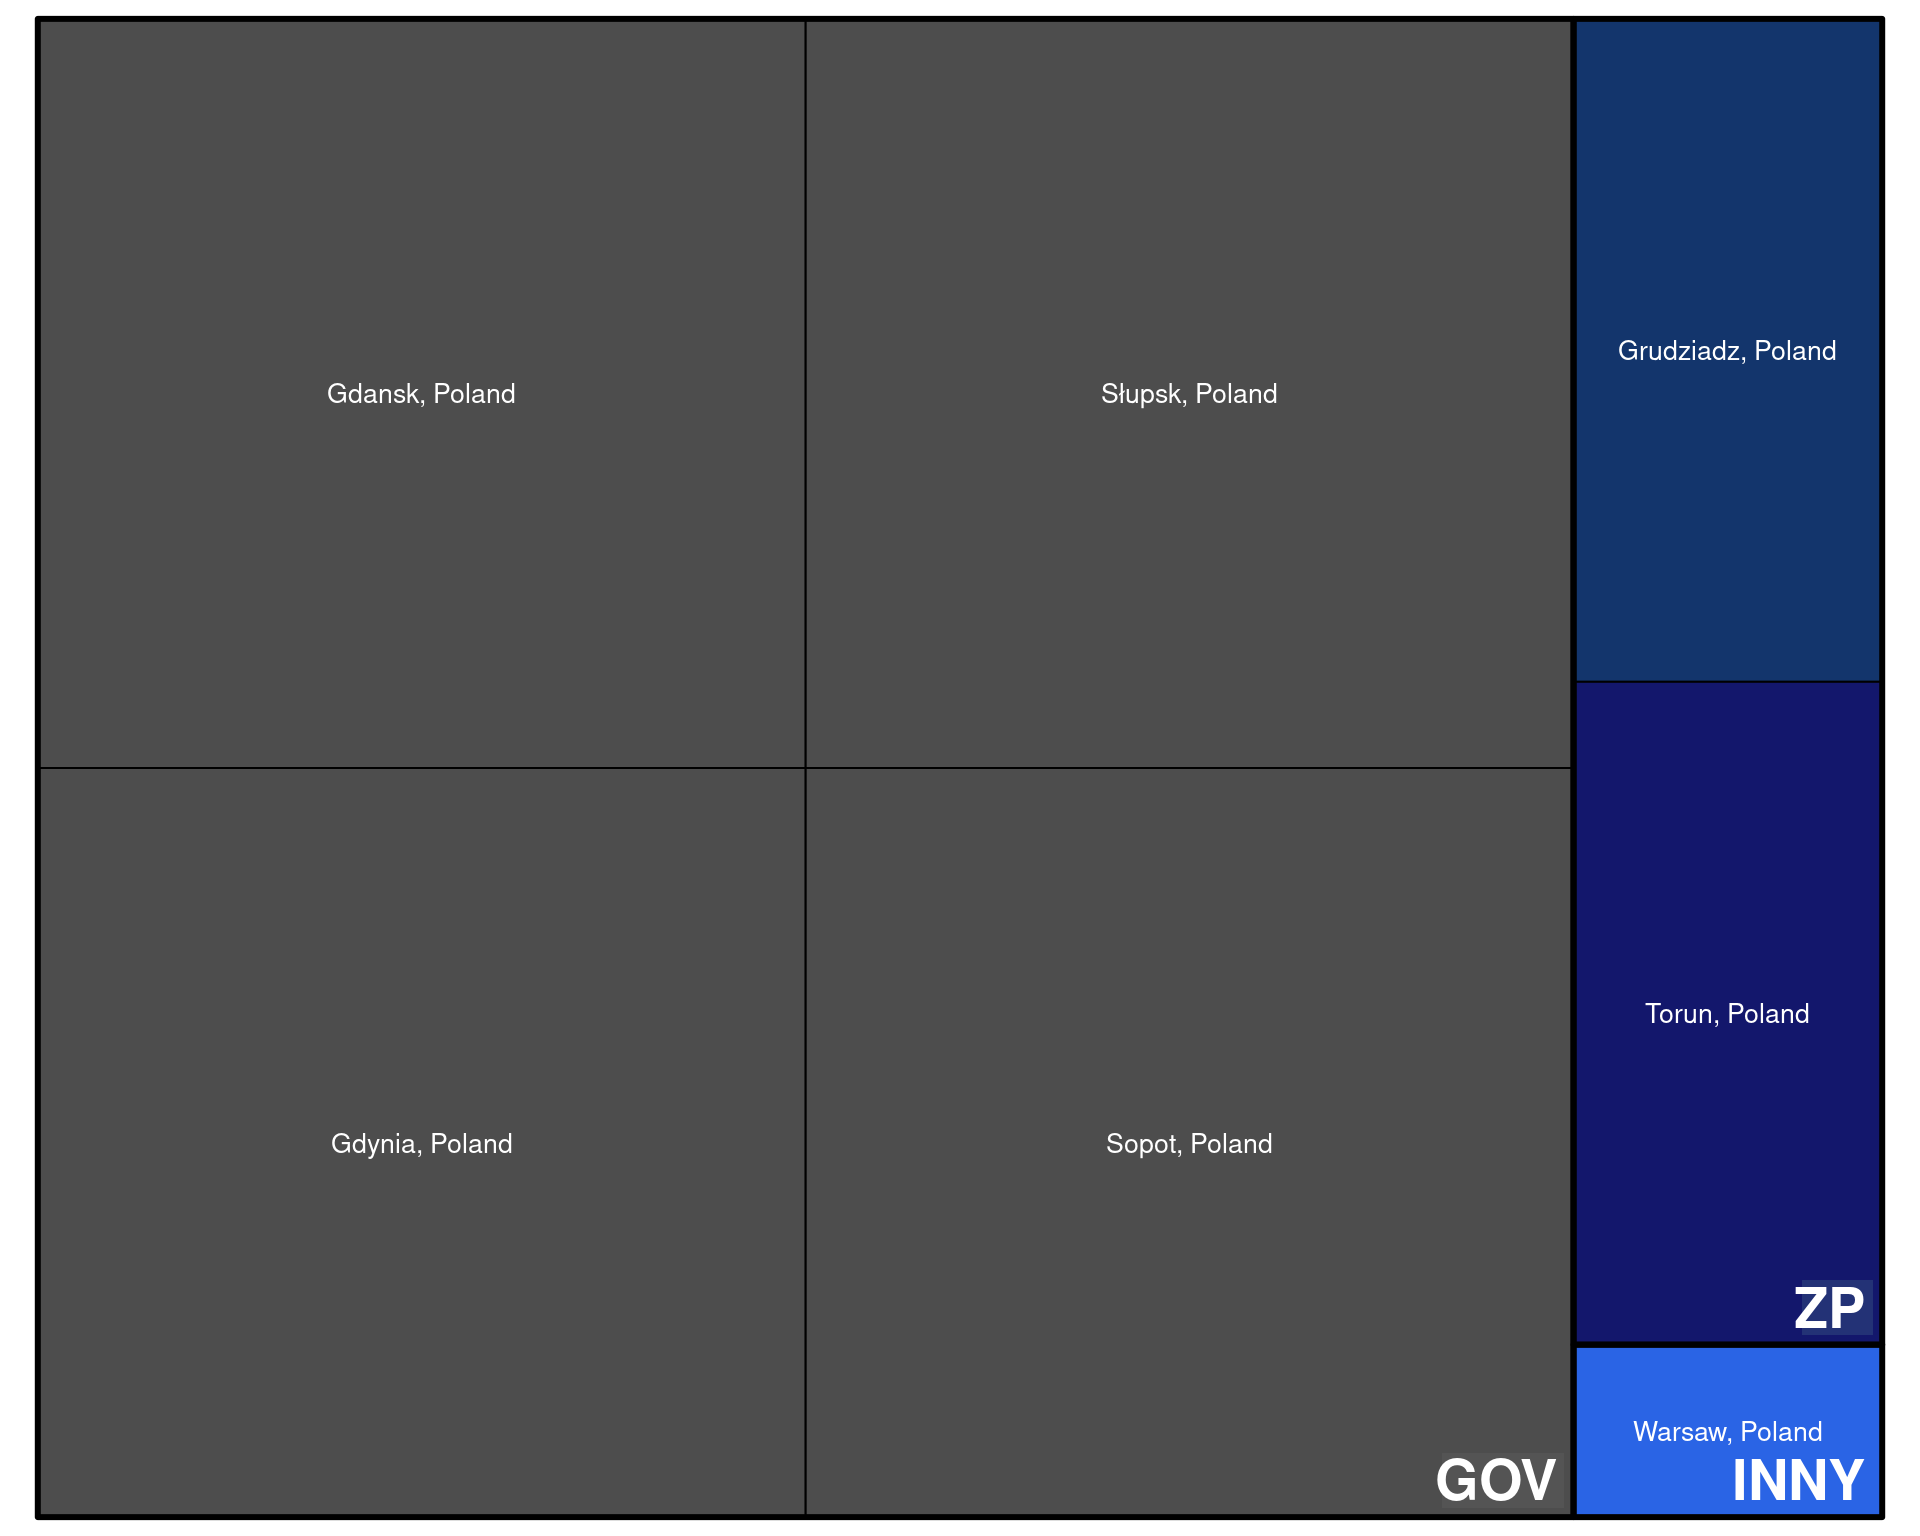 Gdansk, Poland
Słupsk, Poland
Grudziadz, Poland
Gdynia, Poland
Sopot, Poland
GOV
Torun, Poland
ZP
Warsaw, Poland
INNY